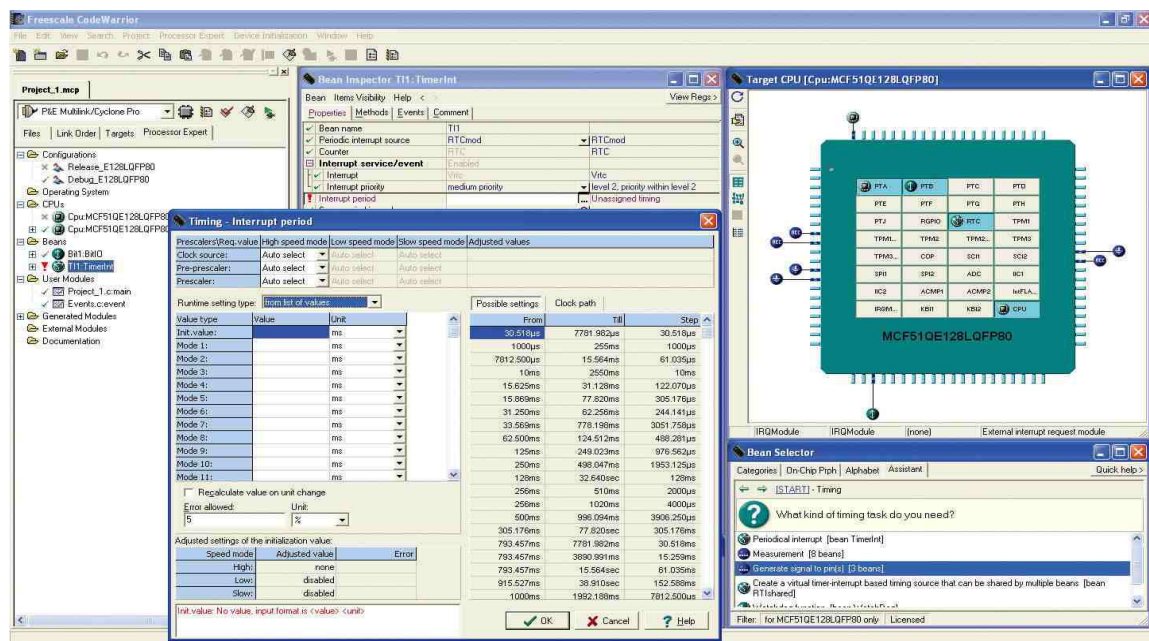 Freescale CodeWarrior
File Edit View Search Project Processor Expert Device Initialization Window Help
Project_1.mcp
P&E Multilink/Cyclone Pro
Files Link Order Targets Processor Expert
Configurations
Release_E128LQFP80
Debug_E128LQFP80
Operating System
CPUs
Cpu:MCF51QE128LQFP80
Cpu:MCF51QE128LQFP80
Beans
Bit1:BitIO
TI1:TimerInt
User Modules
Project_1.c:main
Events.c:event
Generated Modules
External Modules
Documentation
Bean Inspector TI1:TimerInt
Bean Items Visibility Help < View Regs >
Properties Methods Events Comment
Bean name TI1
Periodic interrupt source RTCmod RTCmod
Counter RTC RTC
Interrupt service/event Enabled
Interrupt Vrtc Vrtc
Interrupt priority medium priority level 2, priority within level 2
Interrupt period ... Unassigned timing
Timing - Interrupt period
Prescalers\Req.value High speed mode Low speed mode Slow speed mode Adjusted values
Clock source: Auto select Auto select Auto select
Pre-prescaler: Auto select Auto select Auto select
Prescaler: Auto select Auto select Auto select
Runtime setting type: from list of values
Value type Value Unit
Init.value: ms
Mode 1: ms
Mode 2: ms
Mode 3: ms
Mode 4: ms
Mode 5: ms
Mode 6: ms
Mode 7: ms
Mode 8: ms
Mode 9: ms
Mode 10: ms
Mode 11: ms
Recalculate value on unit change
Error allowed: Unit:
5 %
Adjusted settings of the initialization value:
Speed mode Adjusted value Error
High: none
Low: disabled
Slow: disabled
Init.value: No value, input format is <value> <unit>
Possible settings Clock path
From Till Step
30.518µs 7781.982µs 30.518µs
1000µs 255ms 1000µs
7812.500µs 15.564ms 61.035µs
10ms 2550ms 10ms
15.625ms 31.128ms 122.070µs
15.869ms 77.820ms 305.176µs
31.250ms 62.256ms 244.141µs
33.569ms 778.198ms 3051.758µs
62.500ms 124.512ms 488.281µs
125ms 249.023ms 976.562µs
250ms 498.047ms 1953.125µs
128ms 32.640sec 128ms
256ms 510ms 2000µs
256ms 1020ms 4000µs
500ms 996.094ms 3906.250µs
305.176ms 77.820sec 305.176ms
793.457ms 7781.982ms 30.518ms
793.457ms 3890.991ms 15.259ms
793.457ms 15.564sec 61.035ms
915.527ms 38.910sec 152.588ms
1000ms 1992.188ms 7812.500µs
OK Cancel Help
Target CPU [Cpu:MCF51QE128LQFP80]
PTA PTB PTC PTD
PTE PTF PTG PTH
PTJ RGPIO RTC TPM1
TPM1... TPM2 TPM2... TPM3
TPM3... COP SCI1 SCI2
SPI1 SPI2 ADC IIC1
IIC2 ACMP1 ACMP2 IntFLA...
IRQM... KBI1 KBI2 CPU
MCF51QE128LQFP80
IRQModule IRQModule (none) External interrupt request module
Bean Selector
Categories On-Chip Prph Alphabet Assistant Quick help >
[START] - Timing
What kind of timing task do you need?
Periodical interrupt [bean TimerInt]
Measurement [8 beans]
Generate signal to pin(s) [3 beans]
Create a virtual timer-interrupt based timing source that can be shared by multiple beans [bean
RTIshared]
Filter: for MCF51QE128LQFP80 only Licensed